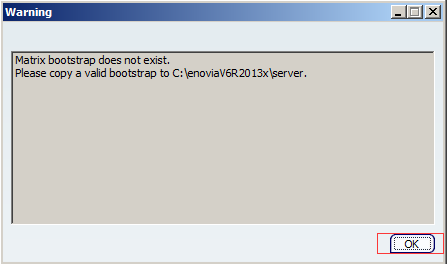 Warning
Matrix bootstrap does not exist.
Please copy a valid bootstrap to C:\enoviaV6R2013x\server.
OK